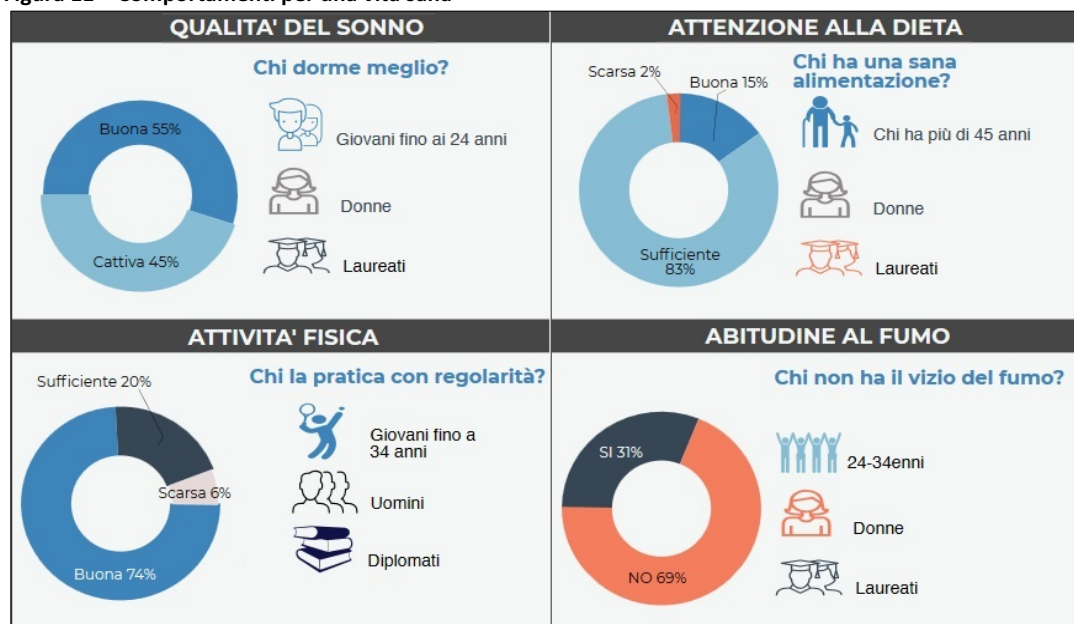 QUALITA' DEL SONNO
Chi dorme meglio?
Buona 55%
Cattiva 45%
Giovani fino ai 24 anni
Donne
Laureati
ATTENZIONE ALLA DIETA
Chi ha una sana
alimentazione?
Scarsa 2%
Buona 15%
Sufficiente
83%
Chi ha più di 45 anni
Donne
Laureati
ATTIVITA' FISICA
Chi la pratica con regolarità?
Sufficiente 20%
Scarsa 6%
Buona 74%
Giovani fino a
34 anni
Uomini
Diplomati
ABITUDINE AL FUMO
Chi non ha il vizio del fumo?
SI 31%
NO 69%
24-34enni
Donne
Laureati